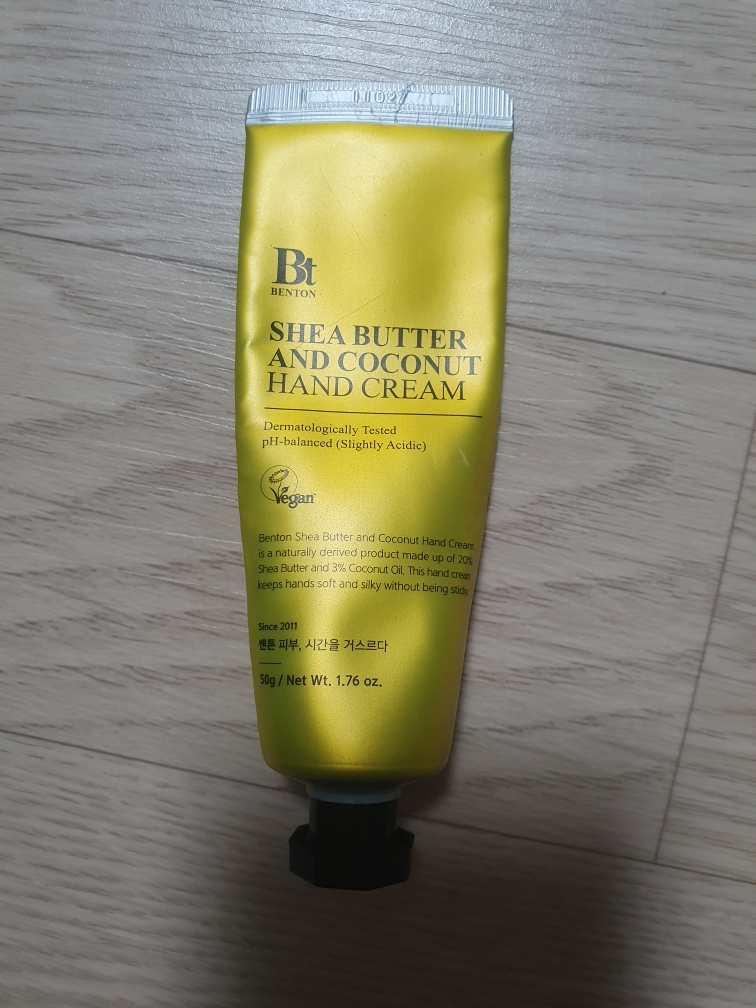 Bt
BENTON
SHEA BUTTER
AND COCONUT
HAND CREAM
Dermatologically Tested
pH-balanced (Slightly Acidic)
Vegan
Benton Shea Butter and Coconut Hand Cream
is a naturally derived product made up of 20%
Shea Butter and 3% Coconut Oil. This hand cream
keeps hands soft and silky without being sticky
Since 2011
벤튼 피부, 시간을 거스르다
50g / Net Wt. 1.76 oz.